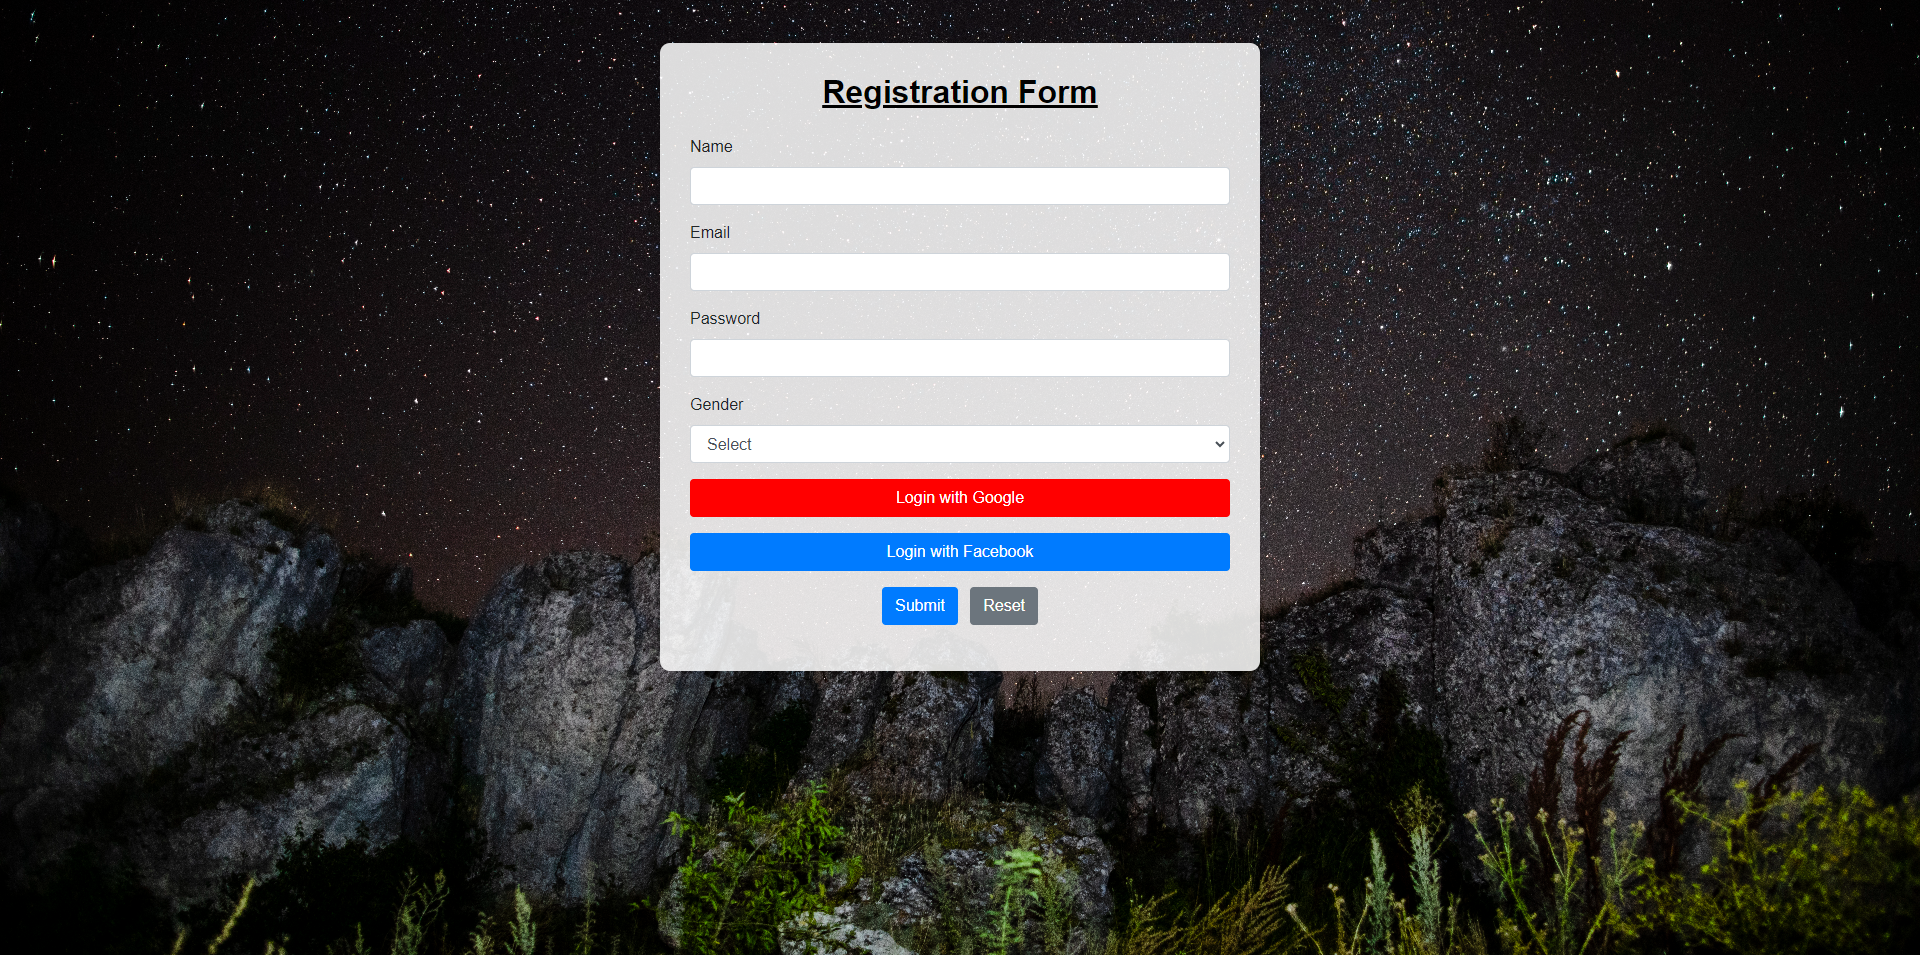 Registration Form
Name
Email
Password
Gender
Select
Login with Google
Login with Facebook
Submit Reset